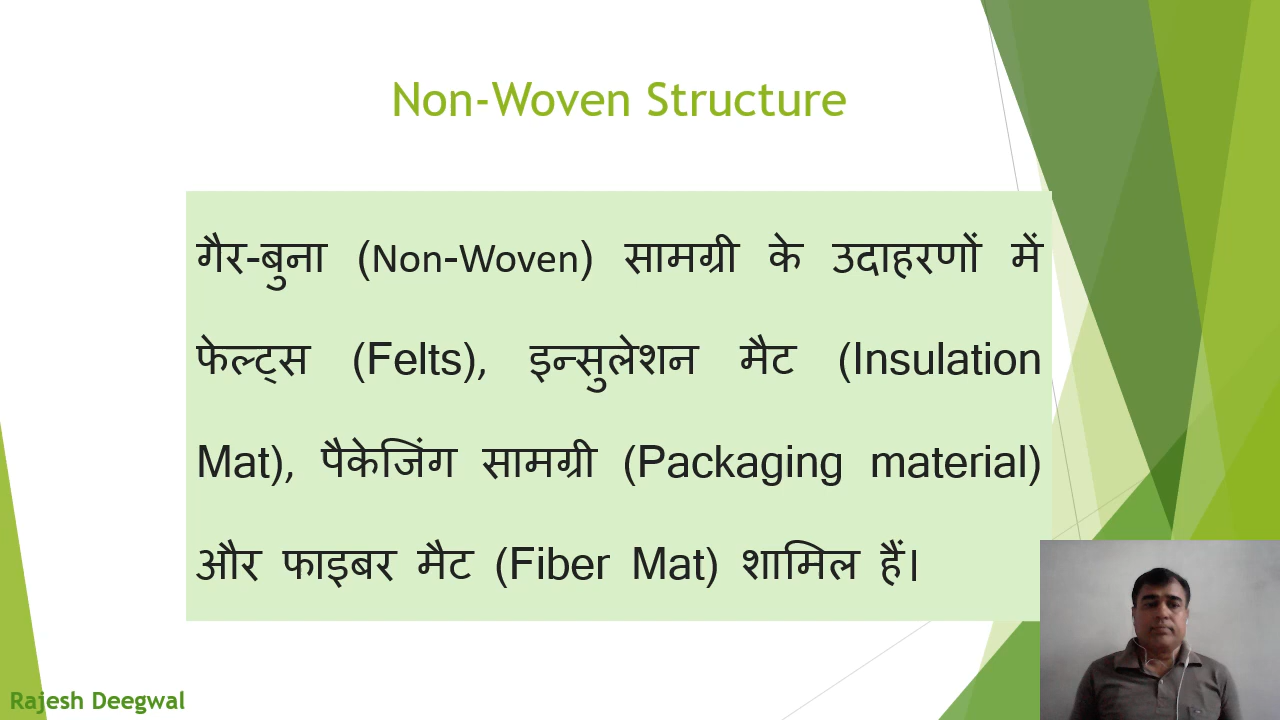 Non-Woven Structure
गैर-बुना (Non-Woven) सामग्री के उदाहरणों में
फेल्ट्स (Felts), इन्सुलेशन मैट (Insulation
Mat), पैकेजिंग सामग्री (Packaging material)
और फाइबर मैट (Fiber Mat) शामिल हैं।
Rajesh Deegwal